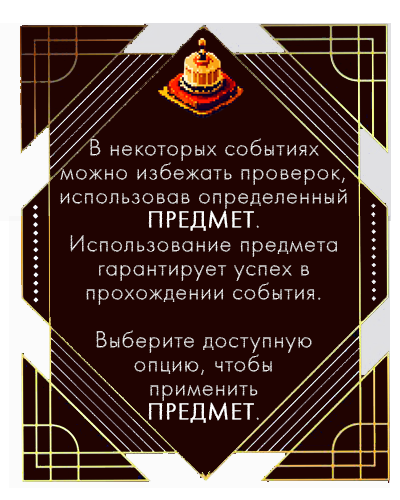 В некоторых событиях
можно избежать проверок,
использовав определенный
ПРЕДМЕТ.
Использование предмета
гарантирует успех в
прохождении события.
Выберите доступную
опцию, чтобы
применить
ПРЕДМЕТ.